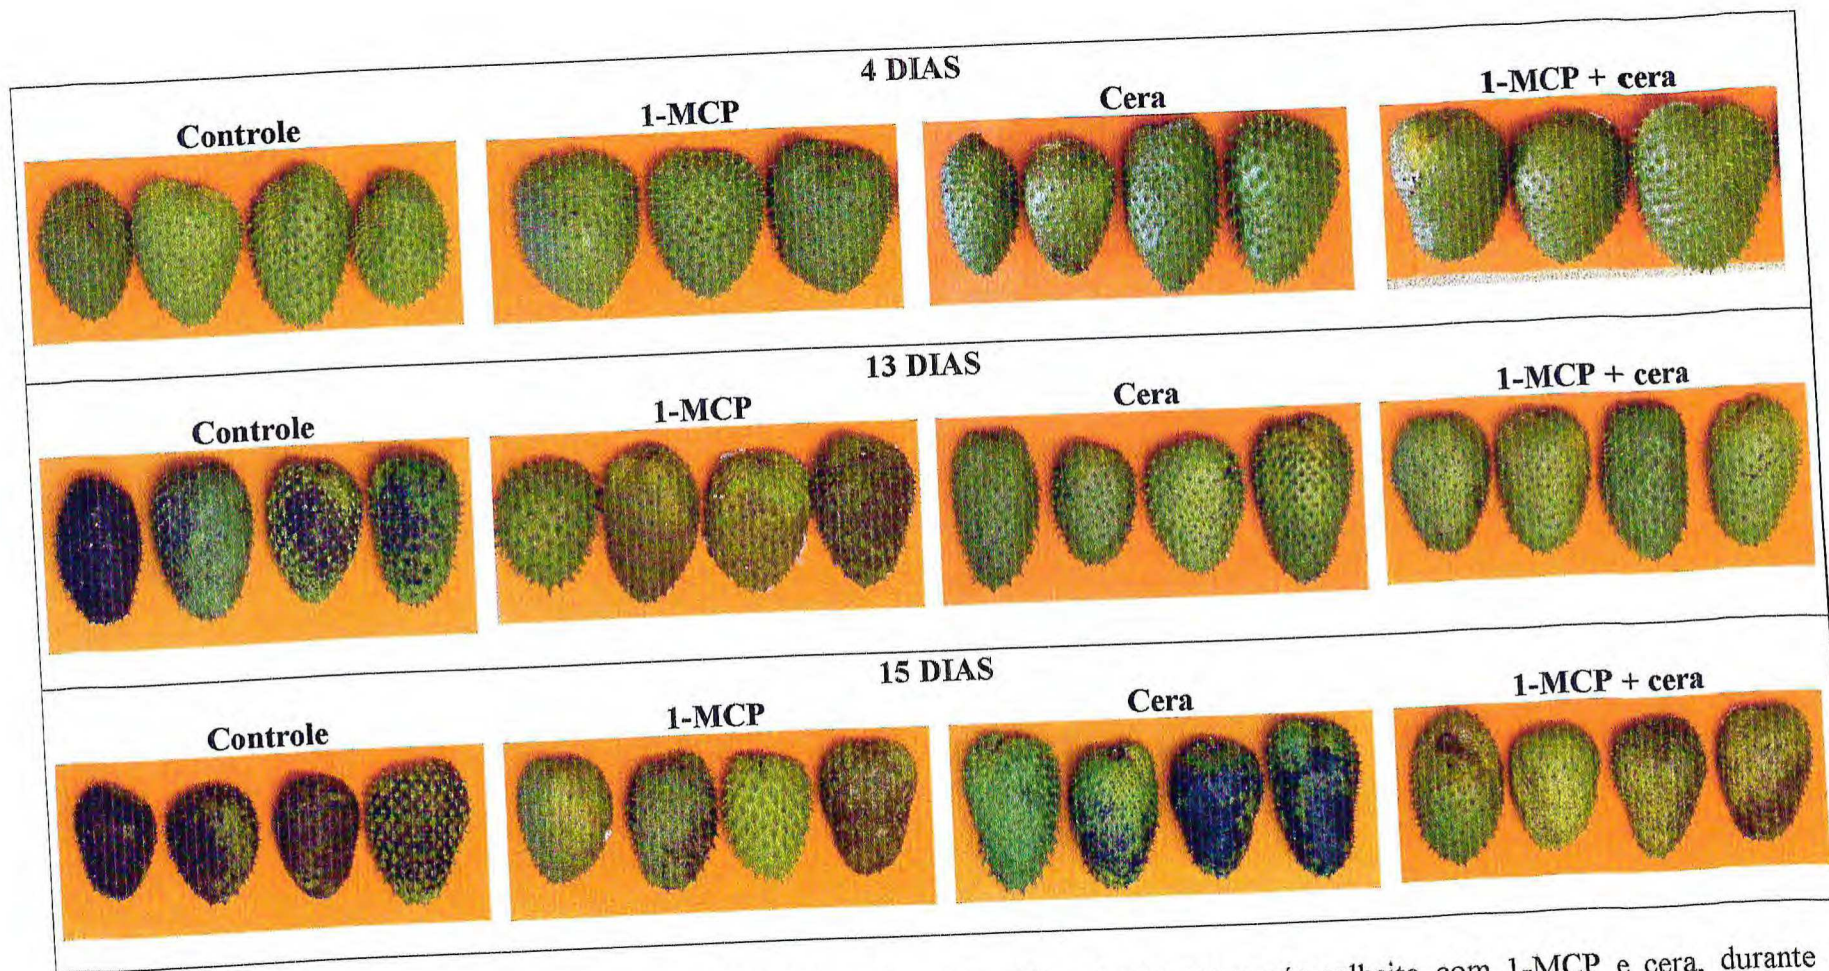 4 DIAS
Controle 1-MCP Cera 1-MCP + cera
13 DIAS
Controle 1-MCP Cera 1-MCP + cera
15 DIAS
Controle 1-MCP Cera 1-MCP + cera
com 1-MCP e cera, durante